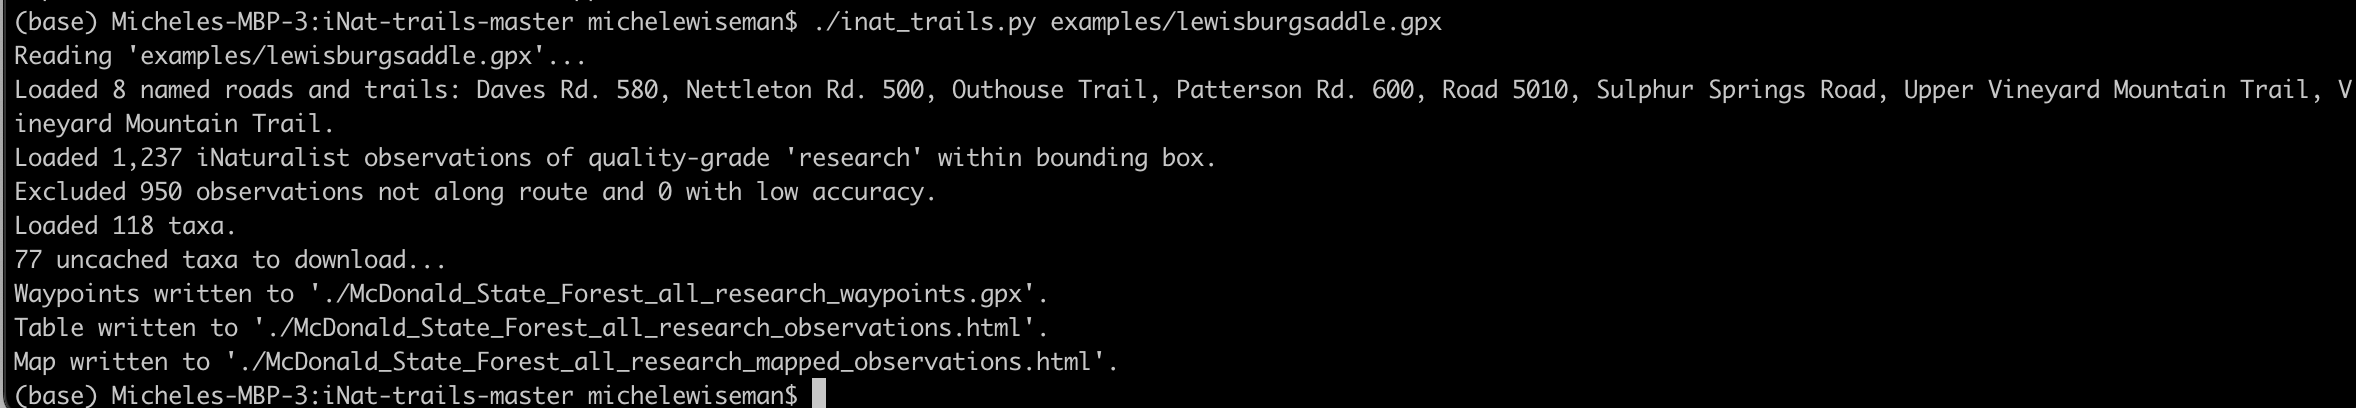 (base) Micheles-MBP-3:iNat-trails-master michelewiseman$ ./inat_trails.py examples/lewisburgsaddle.gpx
Reading 'examples/lewisburgsaddle.gpx'...
Loaded 8 named roads and trails: Daves Rd. 580, Nettleton Rd. 500, Outhouse Trail, Patterson Rd. 600, Road 5010, Sulphur Springs Road, Upper Vineyard Mountain Trail, V
ineyard Mountain Trail.
Loaded 1,237 iNaturalist observations of quality-grade 'research' within bounding box.
Excluded 950 observations not along route and 0 with low accuracy.
Loaded 118 taxa.
77 uncached taxa to download...
Waypoints written to './McDonald_State_Forest_all_research_waypoints.gpx'.
Table written to './McDonald_State_Forest_all_research_observations.html'.
Map written to './McDonald_State_Forest_all_research_mapped_observations.html'.
(base) Micheles-MBP-3:iNat-trails-master michelewiseman$